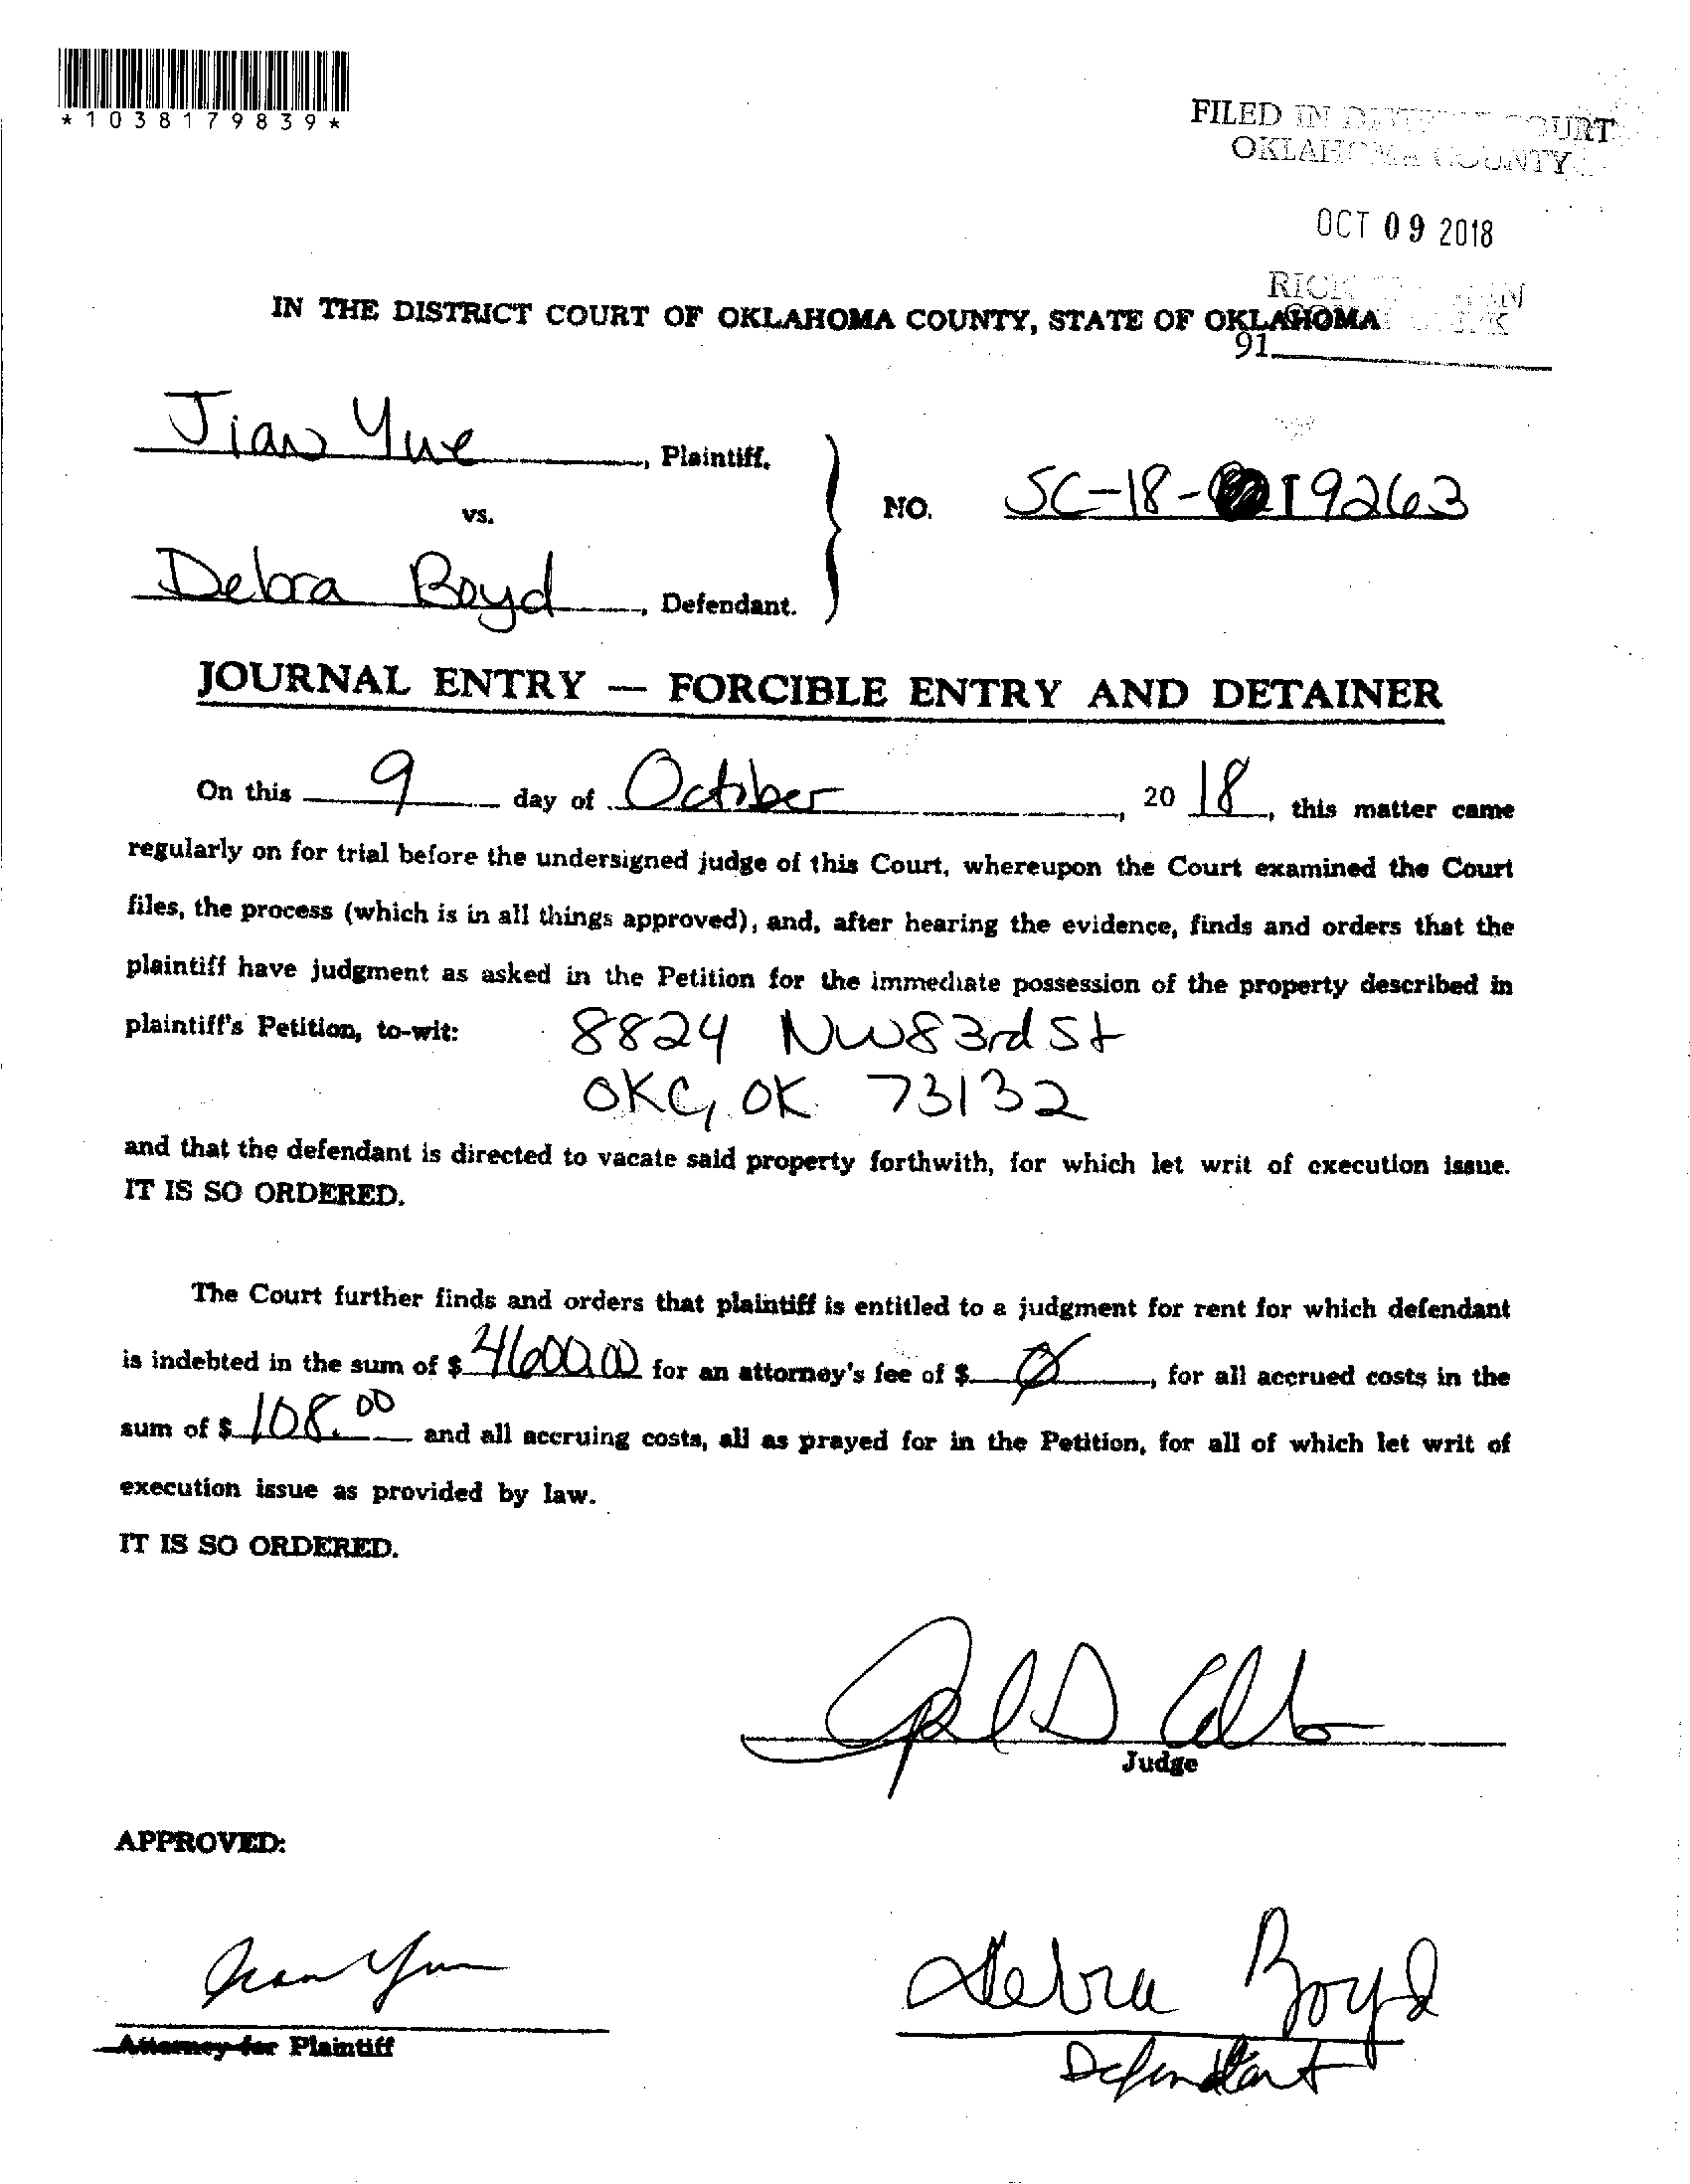 *1038179839*
FILED IN COURT
OKLAHOMA COUNTY
OCT 09 2018
IN THE DISTRICT COURT OF OKLAHOMA COUNTY, STATE OF OKLAHOMA
91
Jian Yue, Plaintiff,
vs.
NO. SC-18-19263
Debra Boyd, Defendant.
JOURNAL ENTRY — FORCIBLE ENTRY AND DETAINER
On this 9 day of October, 2018, this matter came
regularly on for trial before the undersigned judge of this Court, whereupon the Court examined the Court
files, the process (which is in all things approved), and, after hearing the evidence, finds and orders that the
plaintiff have judgment as asked in the Petition for the immediate possession of the property described in
plaintiff's Petition, to-wit: 8824 NW 83rd St
OKC, OK 73132
and that the defendant is directed to vacate said property forthwith, for which let writ of execution issue.
IT IS SO ORDERED.
The Court further finds and orders that plaintiff is entitled to a judgment for rent for which defendant
is indebted in the sum of $ 4600.00 for an attorney's fee of $ 0, for all accrued costs in the
sum of $ 108.00 and all accruing costs, all as prayed for in the Petition, for all of which let writ of
execution issue as provided by law.
IT IS SO ORDERED.
Judge
APPROVED:
Jian Yue Debra Boyd
Attorney for Plaintiff
Defendant